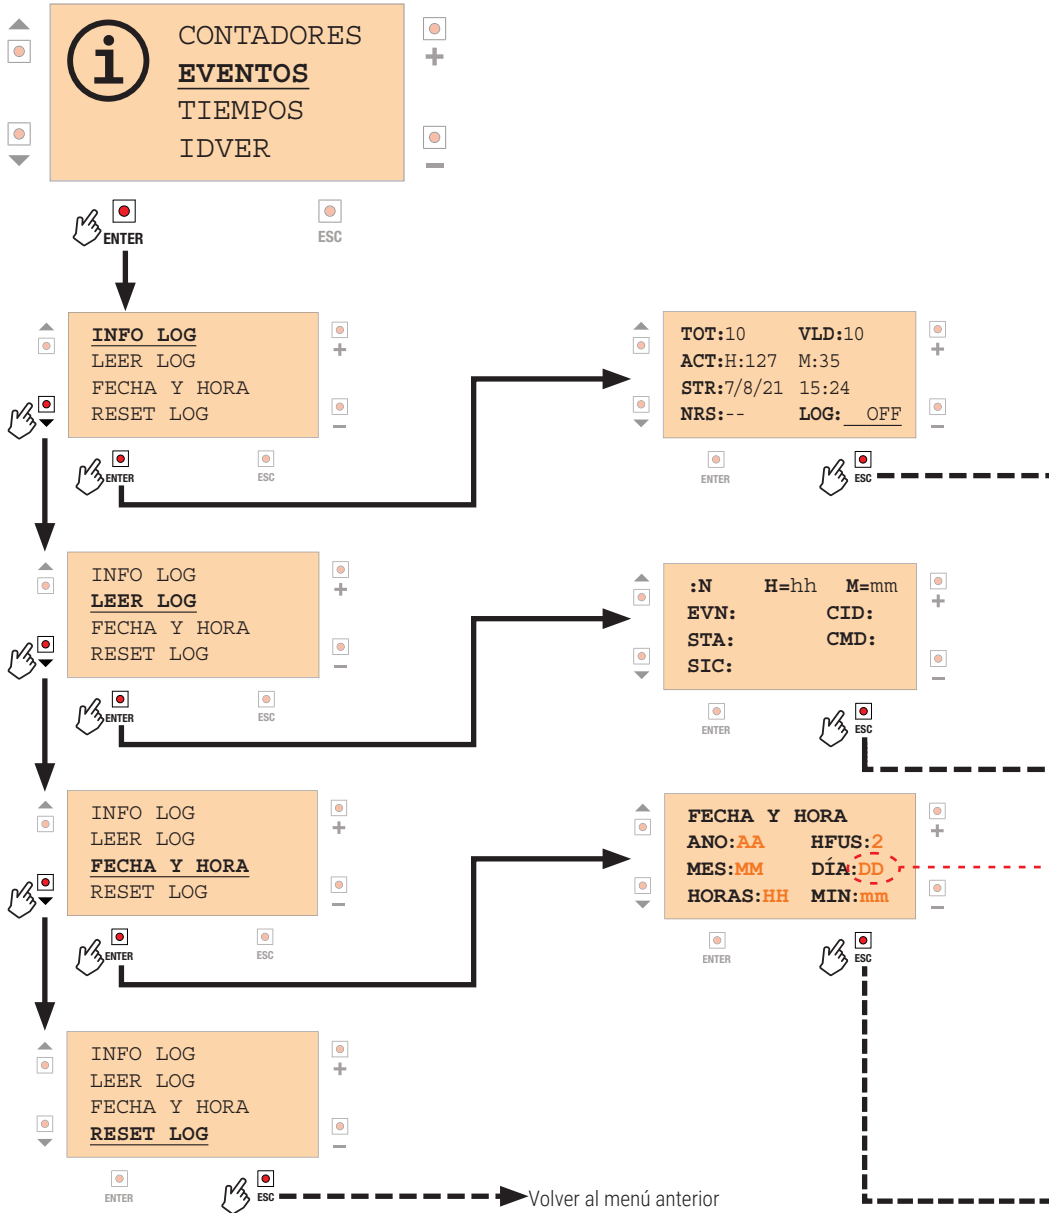 CONTADORES
EVENTOS
TIEMPOS
IDVER
ENTER
ESC
INFO LOG
LEER LOG
FECHA Y HORA
RESET LOG
ENTER
ESC
TOT:10 VLD:10
ACT:H:127 M:35
STR:7/8/21 15:24
NRS:-- LOG: OFF
ENTER
ESC
INFO LOG
LEER LOG
FECHA Y HORA
RESET LOG
ENTER
ESC
:N H=hh M=mm
EVN: CID:
STA: CMD:
SIC:
ENTER
ESC
INFO LOG
LEER LOG
FECHA Y HORA
RESET LOG
ENTER
ESC
FECHA Y HORA
ANO:AA HFUS:2
MES:MM DÍA:DD
HORAS:HH MIN:mm
ENTER
ESC
INFO LOG
LEER LOG
FECHA Y HORA
RESET LOG
ENTER
ESC
Volver al menú anterior